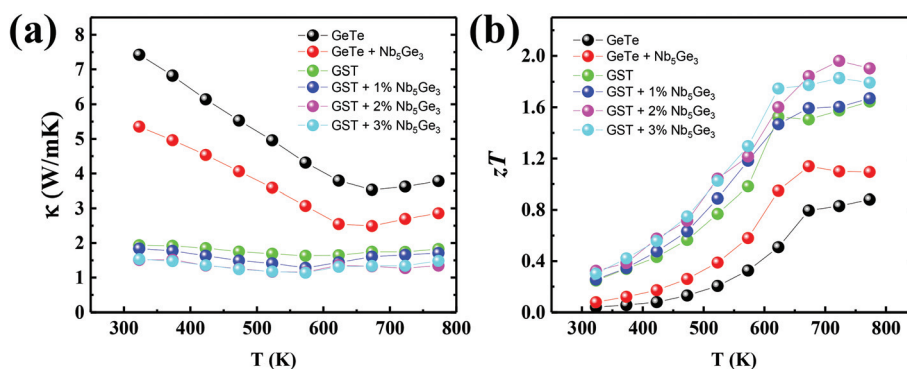 (a)
κ (W/mK)
9
8
7
6
5
4
3
2
1
0
300 400 500 600 700 800
T (K)
GeTe
GeTe + Nb₅Ge₃
GST
GST + 1% Nb₅Ge₃
GST + 2% Nb₅Ge₃
GST + 3% Nb₅Ge₃
(b)
zT
2.0
1.6
1.2
0.8
0.4
0.0
300 400 500 600 700 800
T (K)
GeTe
GeTe + Nb₅Ge₃
GST
GST + 1% Nb₅Ge₃
GST + 2% Nb₅Ge₃
GST + 3% Nb₅Ge₃